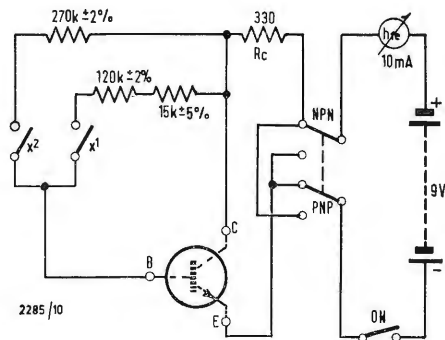 270k ±2%
330
Rc
hfe
10mA
120k ±2%
15k ±5%
NPN
+
x²
x¹
PNP
9V
C
B
-
2285/10
E
ON